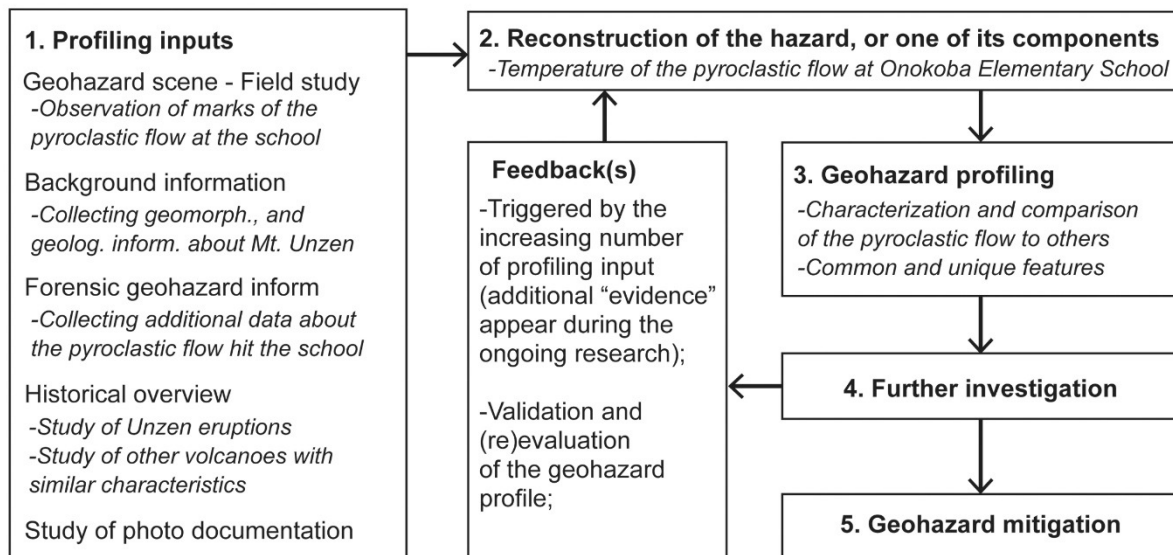 1. Profiling inputs
Geohazard scene - Field study
-Observation of marks of the
pyroclastic flow at the school
Background information
-Collecting geomorph., and
geolog. inform. about Mt. Unzen
Forensic geohazard inform
-Collecting additional data about
the pyroclastic flow hit the school
Historical overview
-Study of Unzen eruptions
-Study of other volcanoes with
similar characteristics
Study of photo documentation
2. Reconstruction of the hazard, or one of its components
-Temperature of the pyroclastic flow at Onokoba Elementary School
Feedback(s)
-Triggered by the
increasing number
of profiling input
(additional “evidence”
appear during the
ongoing research);
-Validation and
(re)evaluation
of the geohazard
profile;
3. Geohazard profiling
-Characterization and comparison
of the pyroclastic flow to others
-Common and unique features
4. Further investigation
5. Geohazard mitigation